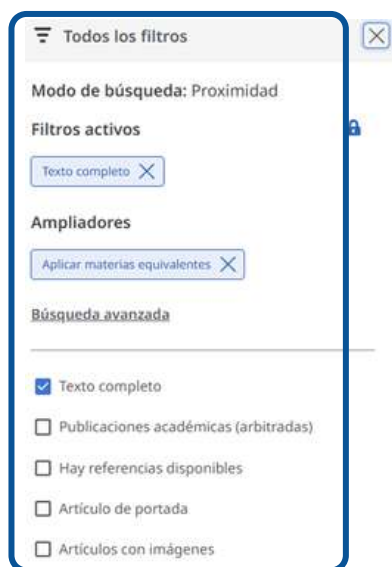 Todos los filtros
Modo de búsqueda: Proximidad
Filtros activos
Texto completo
Ampliadores
Aplicar materias equivalentes
Búsqueda avanzada
Texto completo
Publicaciones académicas (arbitradas)
Hay referencias disponibles
Artículo de portada
Artículos con imágenes